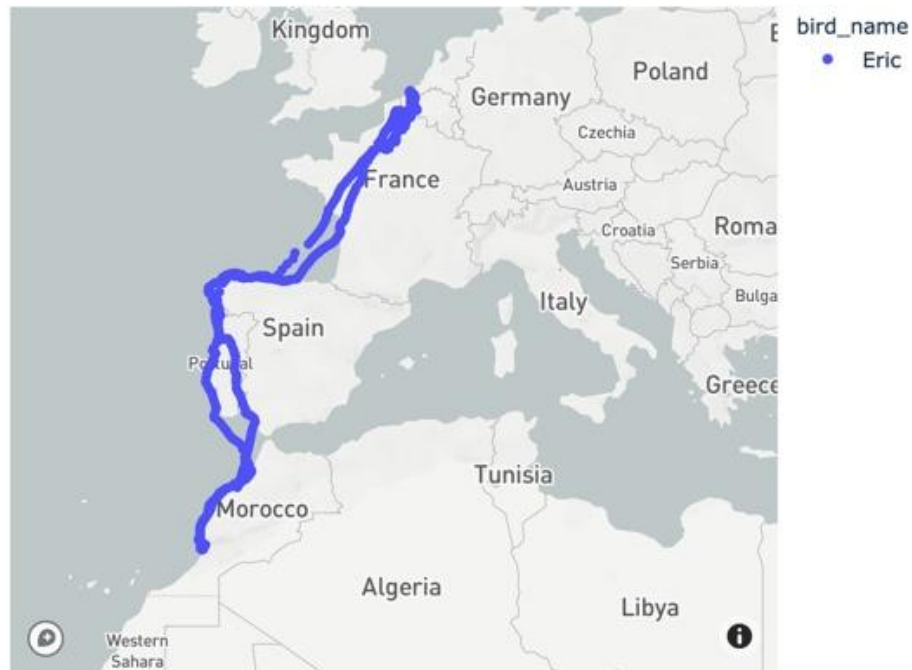 Kingdom
Poland
Germany
Czechia
France
Austria
Croatia
Roma
Serbia
Italy
Bulga
Spain
Portugal
Greece
Tunisia
Morocco
Algeria
Libya
Western
Sahara
bird_name
Eric